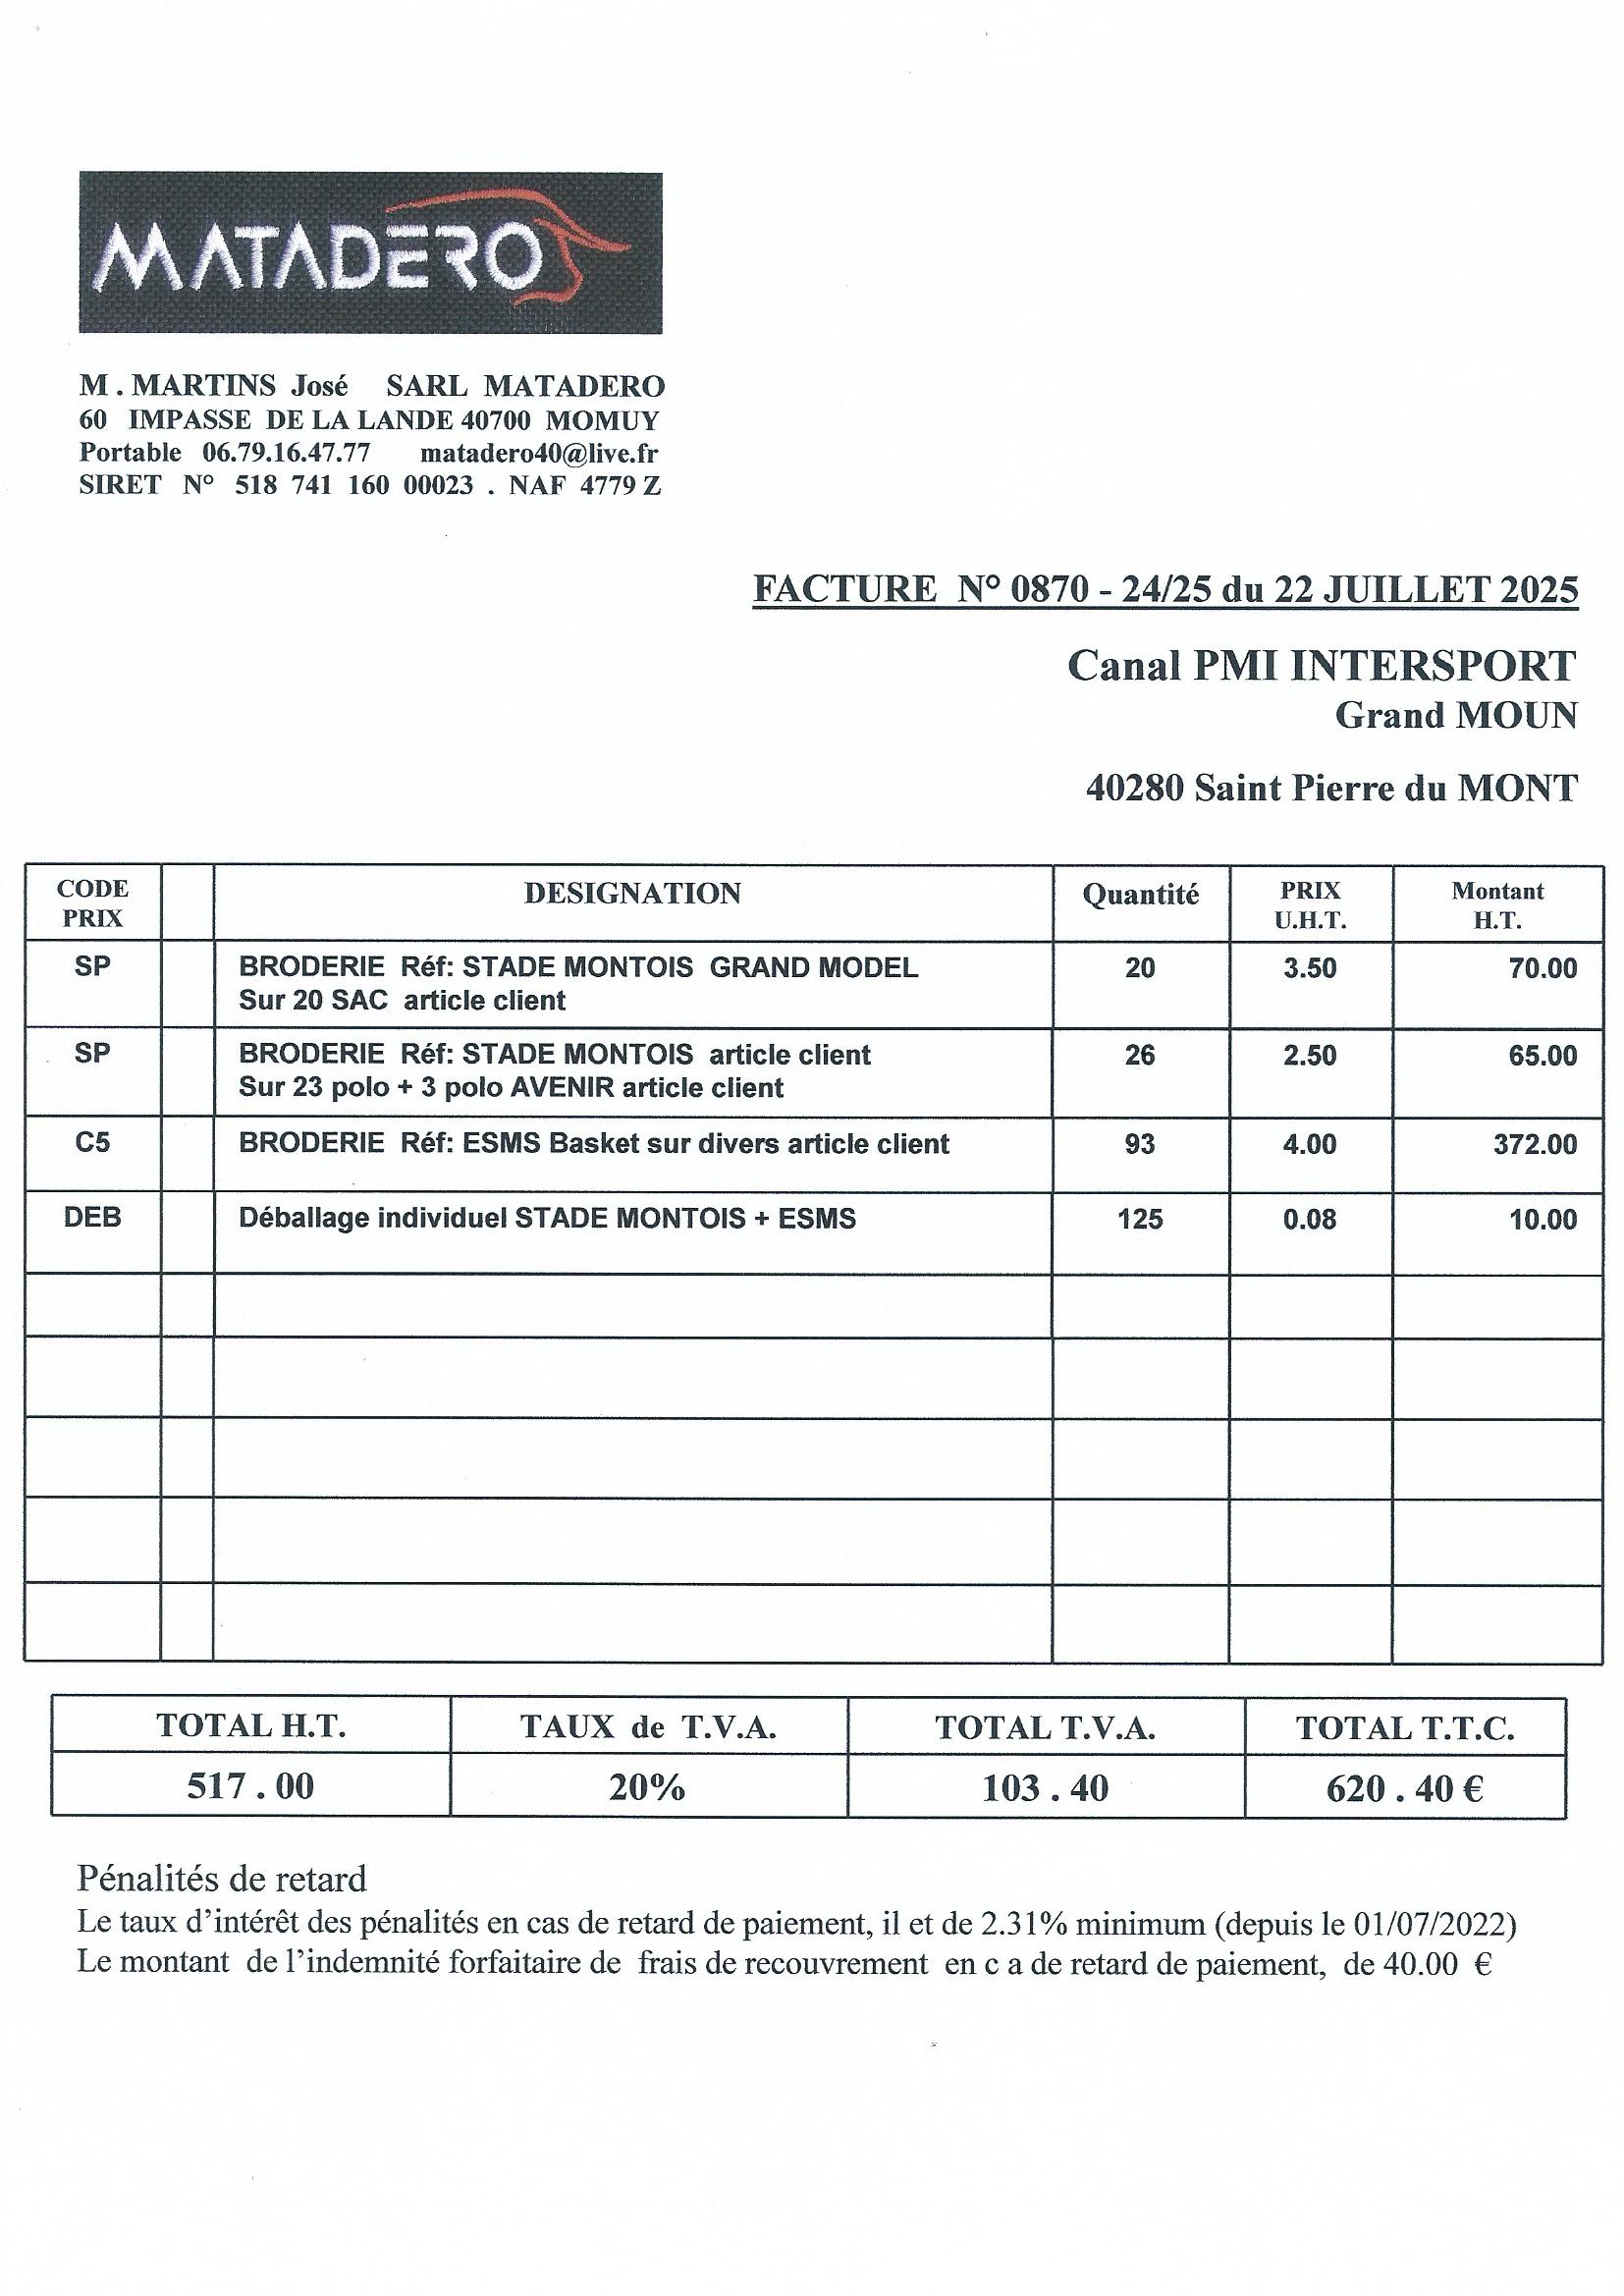 MATADERO
M . MARTINS José SARL MATADERO
60 IMPASSE DE LA LANDE 40700 MOMUY
Portable 06.79.16.47.77 matadero40@live.fr
SIRET N° 518 741 160 00023 . NAF 4779 Z
FACTURE N° 0870 - 24/25 du 22 JUILLET 2025
Canal PMI INTERSPORT
Grand MOUN
40280 Saint Pierre du MONT
CODE PRIX DESIGNATION Quantité PRIX U.H.T. Montant H.T.
SP BRODERIE Réf: STADE MONTOIS GRAND MODEL 20 3.50 70.00
Sur 20 SAC article client
SP BRODERIE Réf: STADE MONTOIS article client 26 2.50 65.00
Sur 23 polo + 3 polo AVENIR article client
C5 BRODERIE Réf: ESMS Basket sur divers article client 93 4.00 372.00
DEB Déballage individuel STADE MONTOIS + ESMS 125 0.08 10.00
TOTAL H.T. TAUX de T.V.A. TOTAL T.V.A. TOTAL T.T.C.
517 . 00 20% 103 . 40 620 . 40 €
Pénalités de retard
Le taux d'intérêt des pénalités en cas de retard de paiement, il et de 2.31% minimum (depuis le 01/07/2022)
Le montant de l'indemnité forfaitaire de frais de recouvrement en c a de retard de paiement, de 40.00 €